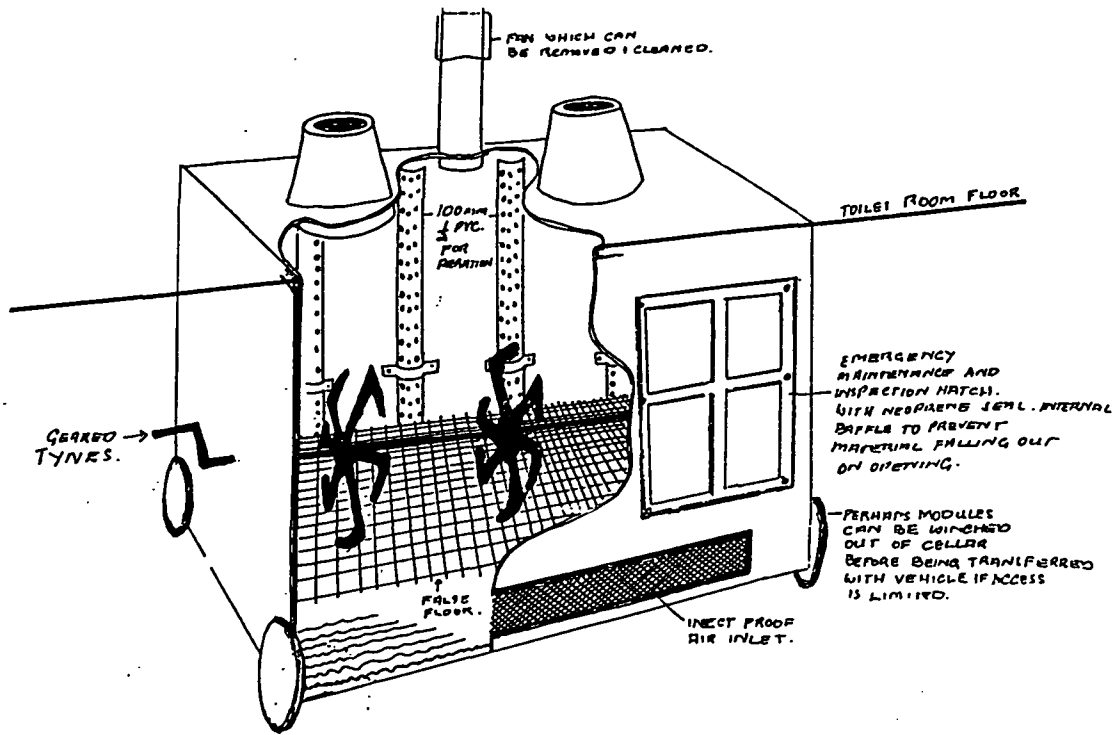 FAN WHICH CAN
BE REMOVED & CLEANED.
TOILET ROOM FLOOR
100mm
PVC.
FOR
AERATION
EMERGENCY
MAINTENANCE AND
INSPECTION HATCH.
WITH NEOPRENE SEAL. INTERNAL
BAFFLE TO PREVENT
MATERIAL FALLING OUT
ON OPENING.
GEARED
TYNES.
PERHAPS MODULES
CAN BE WINCHED
OUT OF CELLAR
BEFORE BEING TRANSFERRED
WITH VEHICLE IF ACCESS
IS LIMITED.
FALSE
FLOOR.
INECT PROOF
AIR INLET.